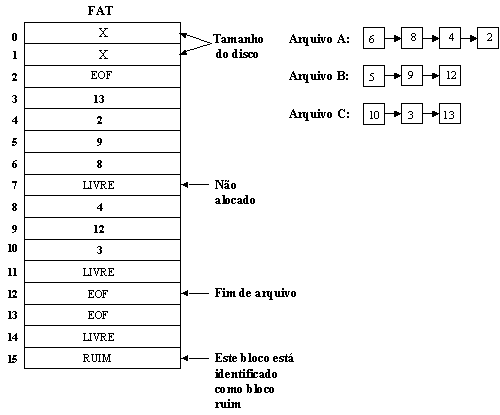 FAT
0 X
1 X
2 EOF
3 13
4 2
5 9
6 8
7 LIVRE
8 4
9 12
10 3
11 LIVRE
12 EOF
13 EOF
14 LIVRE
15 RUIM
Tamanho
do disco
Não
alocado
Fim de arquivo
Este bloco está
identificado
como bloco
ruim
Arquivo A: 6 8 4 2
Arquivo B: 5 9 12
Arquivo C: 10 3 13